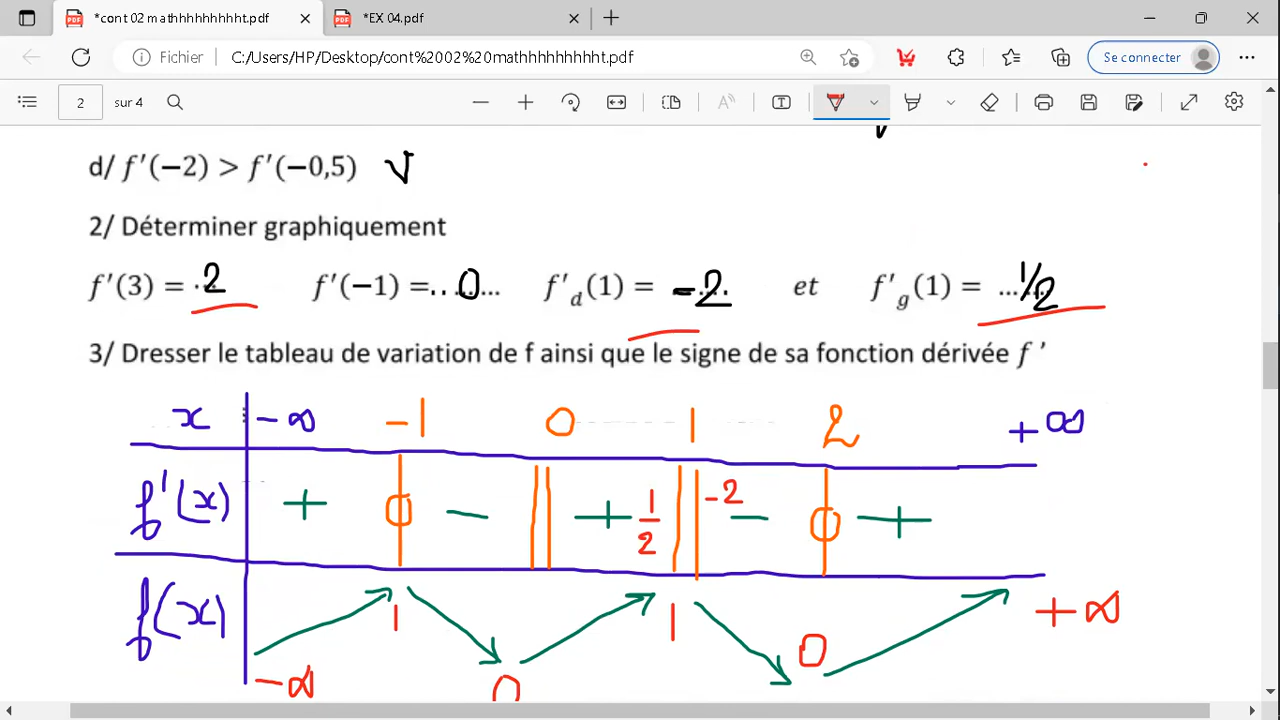 *cont 02 mathhhhhhhhht.pdf
*EX 04.pdf
Fichier C:/Users/HP/Desktop/cont%2002%20mathhhhhhhhht.pdf
Se connecter
2 sur 4
d/ f'(−2) > f'(−0,5) V
2/ Déterminer graphiquement
f'(3) = 2 f'(−1) =..0... f'd(1) = -2 et f'g(1) = ...1/2
3/ Dresser le tableau de variation de f ainsi que le signe de sa fonction dérivée f '
x -∞ -1 0 1 2 +∞
f'(x) + 0 - || + 1/2 || -2 - 0 +
f(x) -∞ 1 0 1 0 +∞